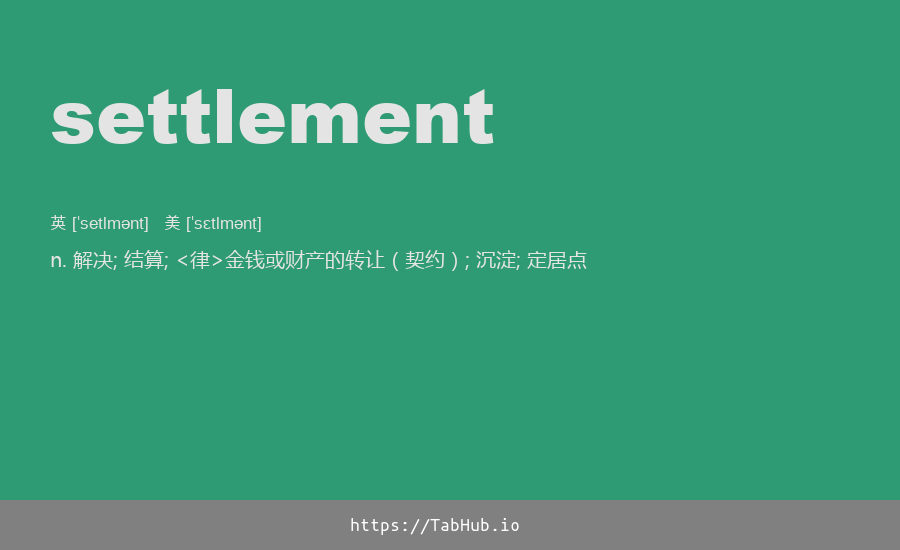 settlement
英 [ˈsetlmənt] 美 [ˈsɛtlmənt]
n. 解决; 结算; <律>金钱或财产的转让（契约）; 沉淀; 定居点
https://TabHub.io